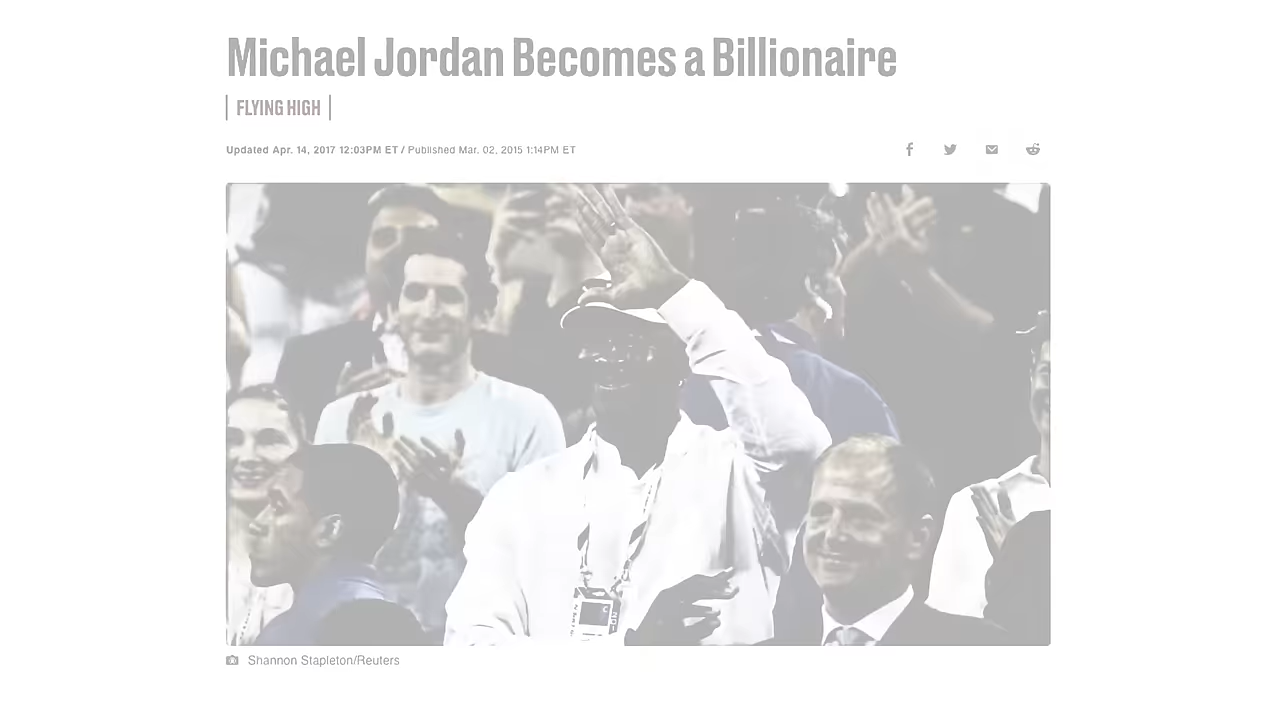 Michael Jordan Becomes a Billionaire
FLYING HIGH
Updated Apr. 14, 2017 12:03PM ET / Published Mar. 02, 2015 1:14PM ET
Shannon Stapleton/Reuters